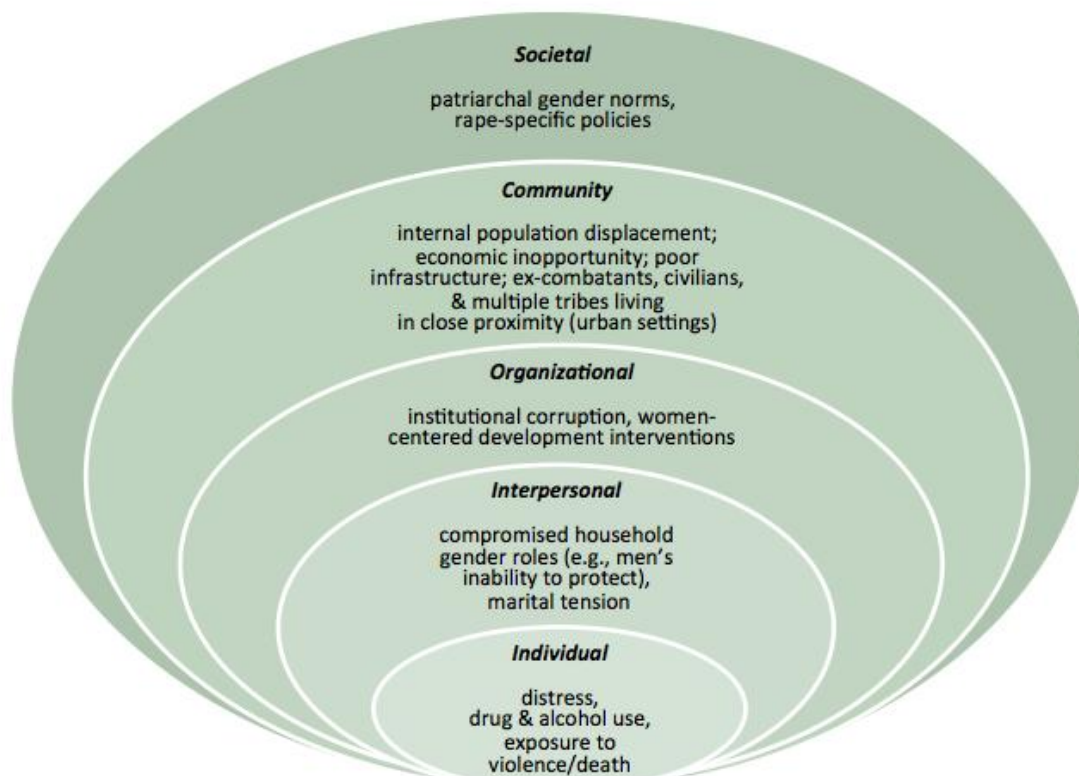 Societal
patriarchal gender norms,
rape-specific policies
Community
internal population displacement;
economic inopportunity; poor
infrastructure; ex-combatants, civilians,
& multiple tribes living
in close proximity (urban settings)
Organizational
institutional corruption, women-
centered development interventions
Interpersonal
compromised household
gender roles (e.g., men’s
inability to protect),
marital tension
Individual
distress,
drug & alcohol use,
exposure to
violence/death